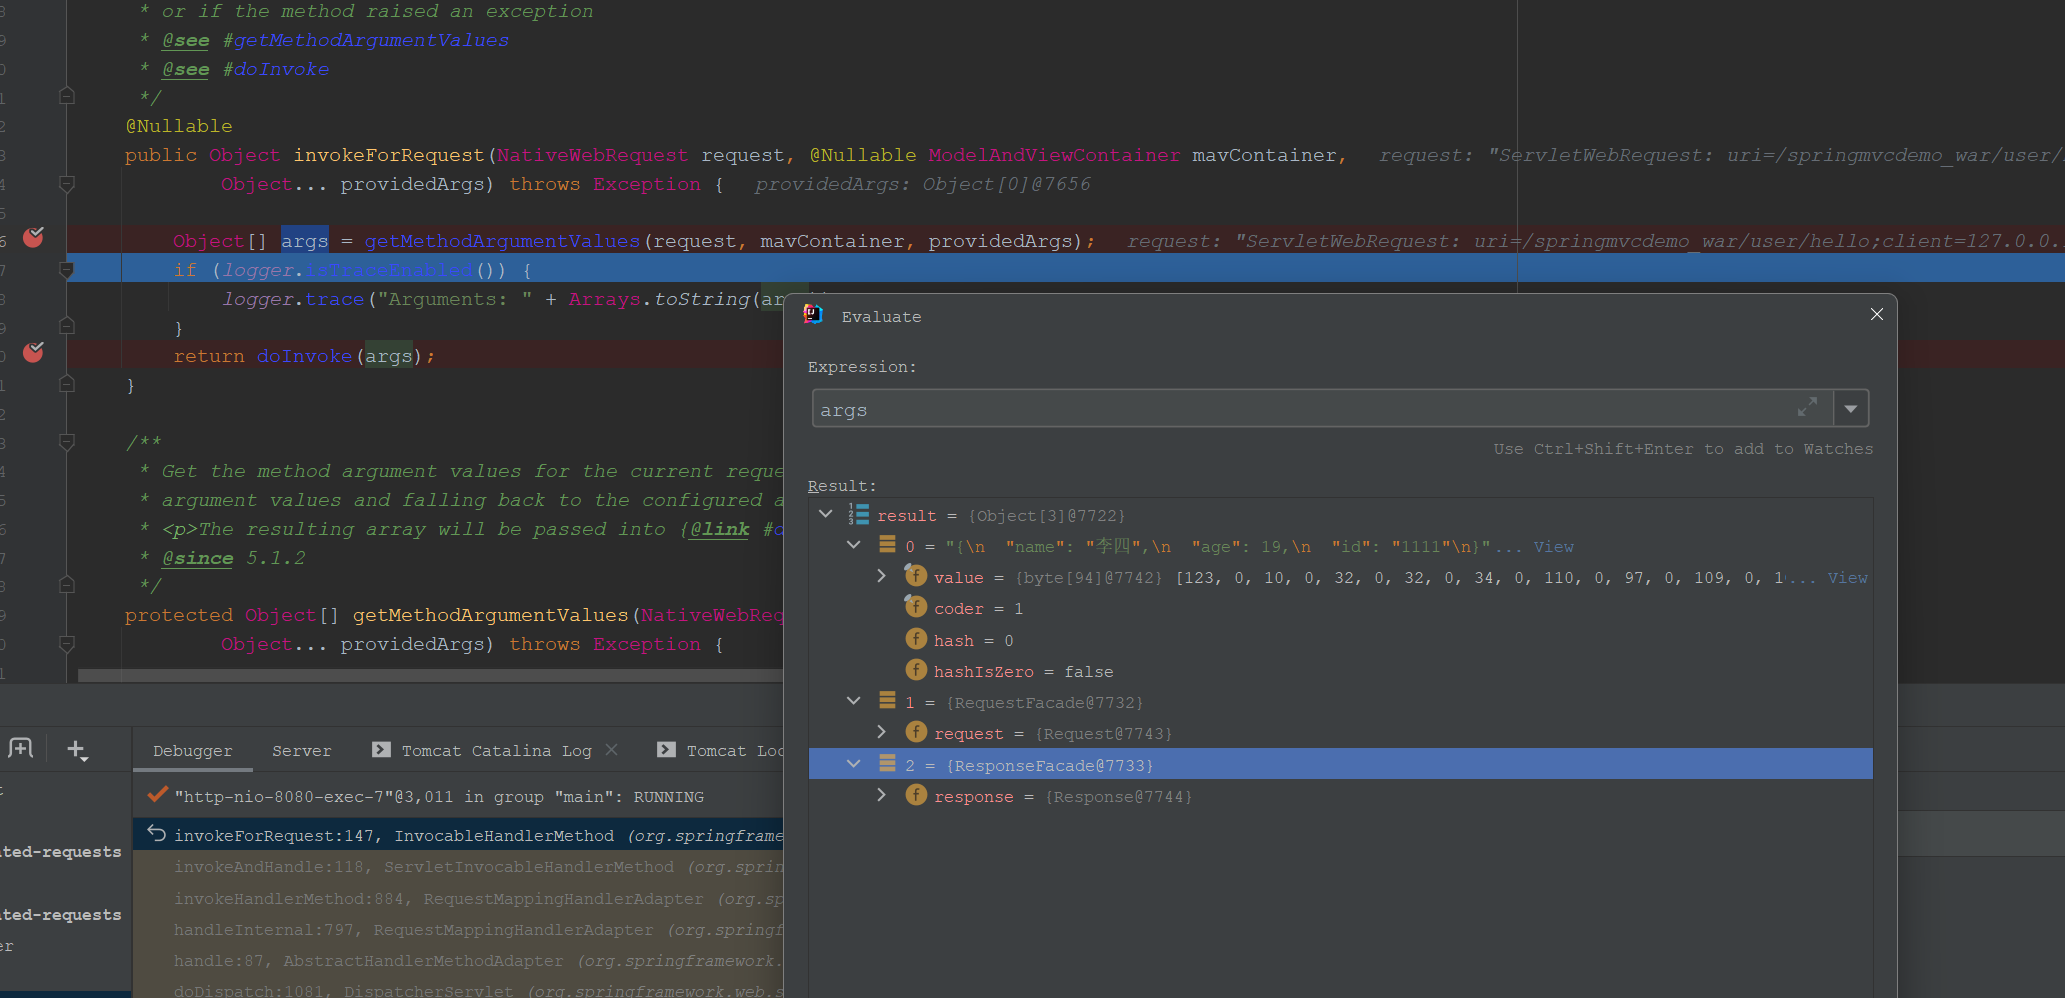 * or if the method raised an exception
* @see #getMethodArgumentValues
* @see #doInvoke
*/
@Nullable
public Object invokeForRequest(NativeWebRequest request, @Nullable ModelAndViewContainer mavContainer,   request: "ServletWebRequest: uri=/springmvcdemo_war/user/
Object... providedArgs) throws Exception {   providedArgs: Object[0]@7656
Object[] args = getMethodArgumentValues(request, mavContainer, providedArgs);   request: "ServletWebRequest: uri=/springmvcdemo_war/user/hello;client=127.0.0.
if (logger.isTraceEnabled()) {
logger.trace("Arguments: " + Arrays.toString(ar
}
return doInvoke(args);
}
/**
* Get the method argument values for the current reque
* argument values and falling back to the configured a
* <p>The resulting array will be passed into {@link #d
* @since 5.1.2
*/
protected Object[] getMethodArgumentValues(NativeWebReq
Object... providedArgs) throws Exception {
Evaluate
Expression:
args
Use Ctrl+Shift+Enter to add to Watches
Result:
result = {Object[3]@7722}
0 = "{\n  "name": "李四",\n  "age": 19,\n  "id": "1111"\n}"... View
value = {byte[94]@7742} [123, 0, 10, 0, 32, 0, 32, 0, 34, 0, 110, 0, 97, 0, 109, 0, 1... View
coder = 1
hash = 0
hashIsZero = false
1 = {RequestFacade@7732}
request = {Request@7743}
2 = {ResponseFacade@7733}
response = {Response@7744}
Debugger Server Tomcat Catalina Log Tomcat Loc
"http-nio-8080-exec-7"@3,011 in group "main": RUNNING
invokeForRequest:147, InvocableHandlerMethod (org.springframe
invokeAndHandle:118, ServletInvocableHandlerMethod (org.sprin
invokeHandlerMethod:884, RequestMappingHandlerAdapter (org.sp
handleInternal:797, RequestMappingHandlerAdapter (org.springf
handle:87, AbstractHandlerMethodAdapter (org.springframework.
doDispatch:1081, DispatcherServlet (org.springframework.web.s
ted-requests
ted-requests
er